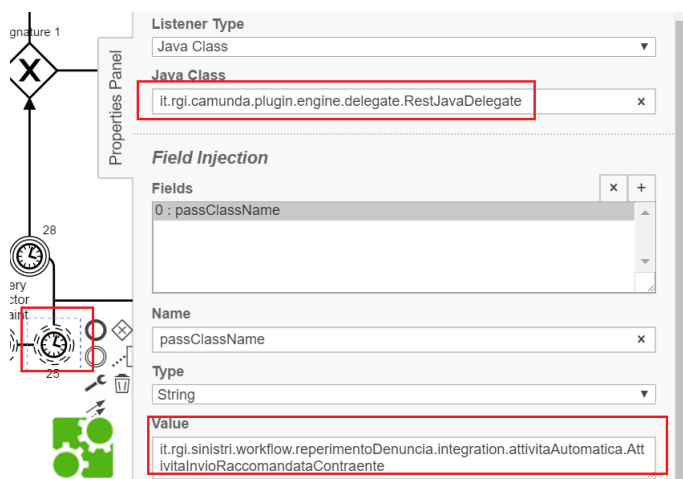 gnature 1
Properties Panel
Listener Type
Java Class
Java Class
it.rgi.camunda.plugin.engine.delegate.RestJavaDelegate
x
Field Injection
Fields
x +
0 : passClassName
28
ery
ctor
aint
25
Name
passClassName
x
Type
String
Value
it.rgi.sinistri.workflow.reperimentoDenuncia.integration.attivitaAutomatica.Att
ivitaInvioRaccomandataContraente